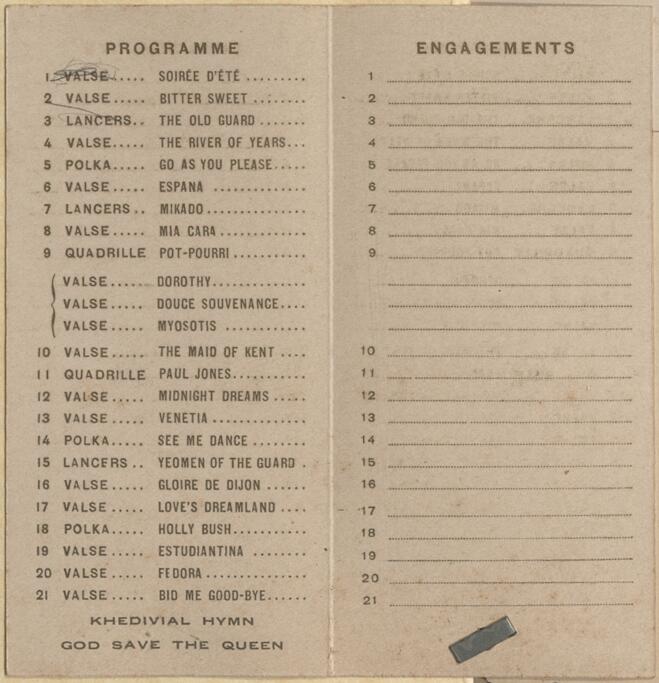 PROGRAMME
1 VALSE..... SOIRÉE D'ÉTÉ .........
2 VALSE..... BITTER SWEET ........
3 LANCERS.. THE OLD GUARD .......
4 VALSE..... THE RIVER OF YEARS...
5 POLKA..... GO AS YOU PLEASE.....
6 VALSE..... ESPANA ..............
7 LANCERS.. MIKADO...............
8 VALSE..... MIA CARA.............
9 QUADRILLE POT-POURRI...........
VALSE..... DOROTHY..............
VALSE..... DOUCE SOUVENANCE....
VALSE..... MYOSOTIS ............
10 VALSE..... THE MAID OF KENT ....
11 QUADRILLE PAUL JONES...........
12 VALSE..... MIDNIGHT DREAMS .....
13 VALSE..... VENETIA ..............
14 POLKA..... SEE ME DANCE ........
15 LANCERS .. YEOMEN OF THE GUARD .
16 VALSE..... GLOIRE DE DIJON ......
17 VALSE..... LOVE'S DREAMLAND ....
18 POLKA..... HOLLY BUSH...........
19 VALSE..... ESTUDIANTINA ........
20 VALSE..... FEDORA...............
21 VALSE..... BID ME GOOD-BYE......
KHEDIVIAL HYMN
GOD SAVE THE QUEEN
ENGAGEMENTS
1
2
3
4
5
6
7
8
9
10
11
12
13
14
15
16
17
18
19
20
21